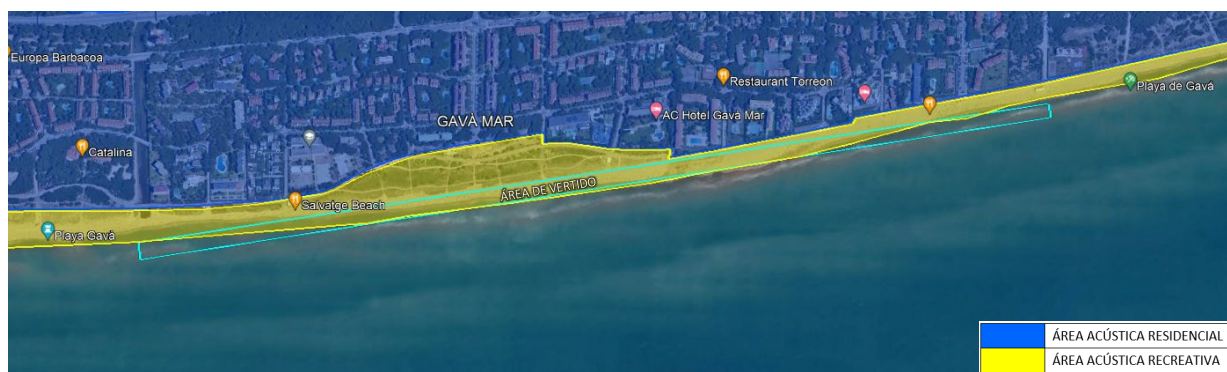 Europa Barbacoa
Restaurant Torreon
Playa de Gavá
AC Hotel Gavà Mar
GAVÀ MAR
Catalina
ÁREA DE VERTIDO
Salvatge Beach
Playa Gavà
ÁREA ACÚSTICA RESIDENCIAL
ÁREA ACÚSTICA RECREATIVA